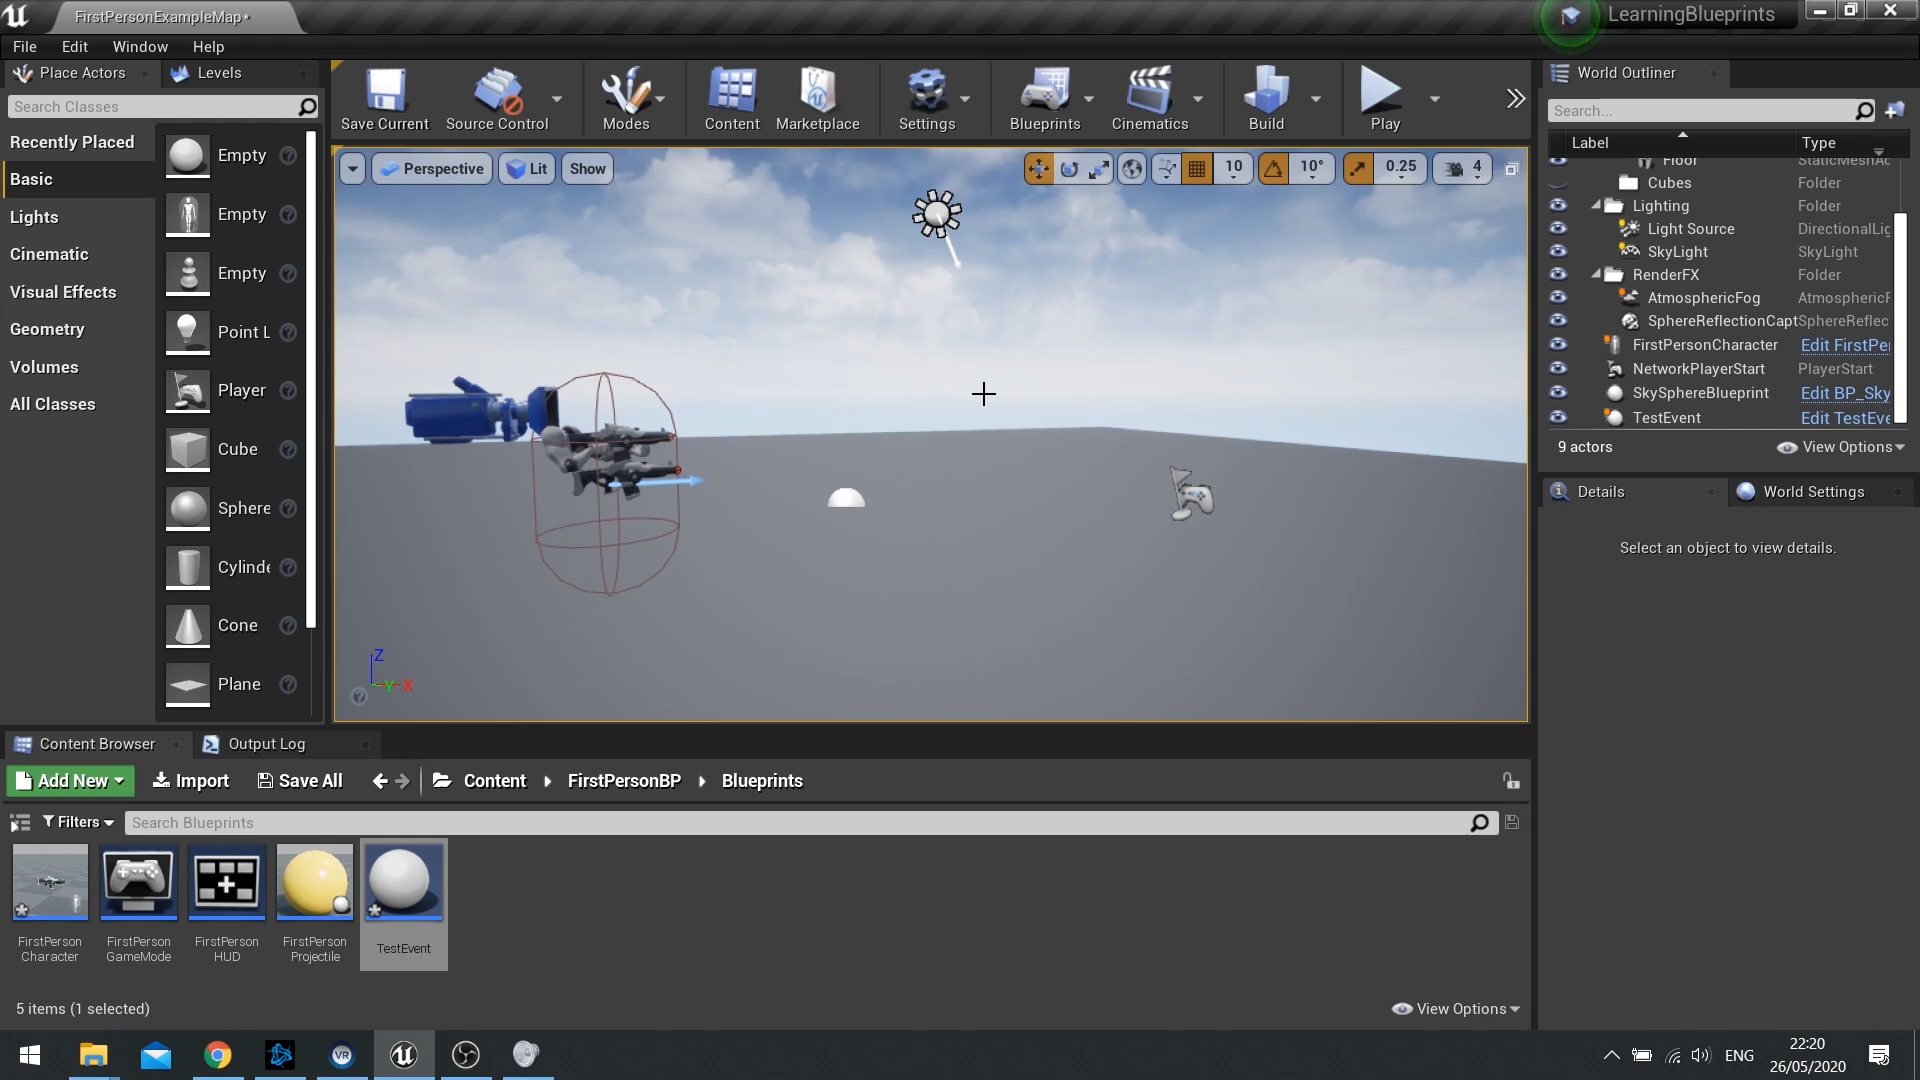 FirstPersonExampleMap*
LearningBlueprints
File Edit Window Help
Place Actors
Levels
Search Classes
Recently Placed
Basic
Lights
Cinematic
Visual Effects
Geometry
Volumes
All Classes
Empty
Empty
Empty
Point L
Player
Cube
Sphere
Cylinde
Cone
Plane
Save Current
Source Control
Modes
Content
Marketplace
Settings
Blueprints
Cinematics
Build
Play
Perspective
Lit
Show
10
10°
0.25
4
Z
Y
X
World Outliner
Search...
Label Type
Floor StaticMeshAc
Cubes Folder
Lighting Folder
Light Source DirectionalLig
SkyLight SkyLight
RenderFX Folder
AtmosphericFog AtmosphericF
SphereReflectionCapt SphereReflec
FirstPersonCharacter Edit FirstPer
NetworkPlayerStart PlayerStart
SkySphereBlueprint Edit BP_Sky
TestEvent Edit TestEve
9 actors
View Options
Details
World Settings
Select an object to view details.
Content Browser
Output Log
Add New
Import
Save All
Content
FirstPersonBP
Blueprints
Filters
Search Blueprints
FirstPerson
Character
FirstPerson
GameMode
FirstPerson
HUD
FirstPerson
Projectile
TestEvent
5 items (1 selected)
View Options
VR
ENG
22:20
26/05/2020